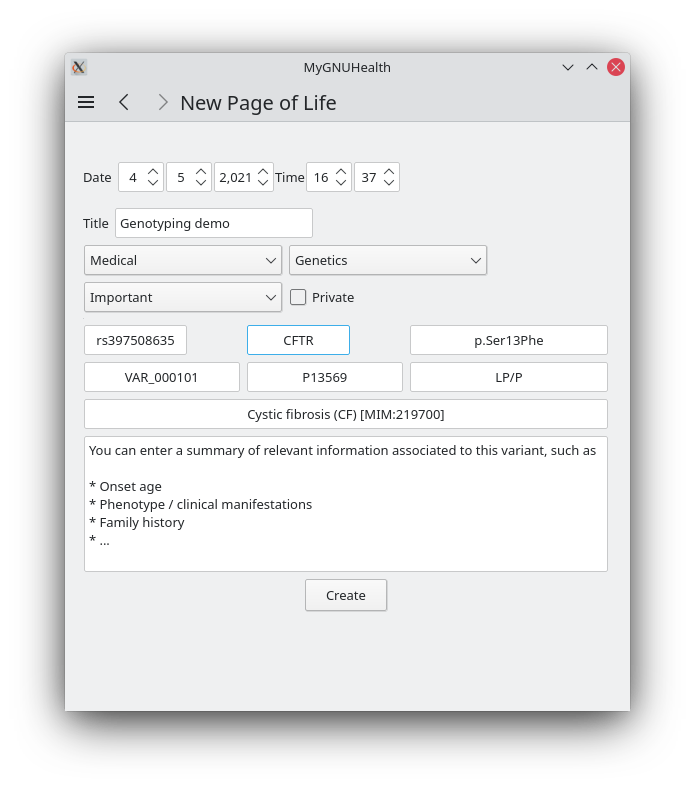 MyGNUHealth
New Page of Life
Date 4 5 2,021 Time 16 37
Title Genotyping demo
Medical Genetics
Important Private
rs397508635 CFTR p.Ser13Phe
VAR_000101 P13569 LP/P
Cystic fibrosis (CF) [MIM:219700]
You can enter a summary of relevant information associated to this variant, such as
* Onset age
* Phenotype / clinical manifestations
* Family history
* ...
Create